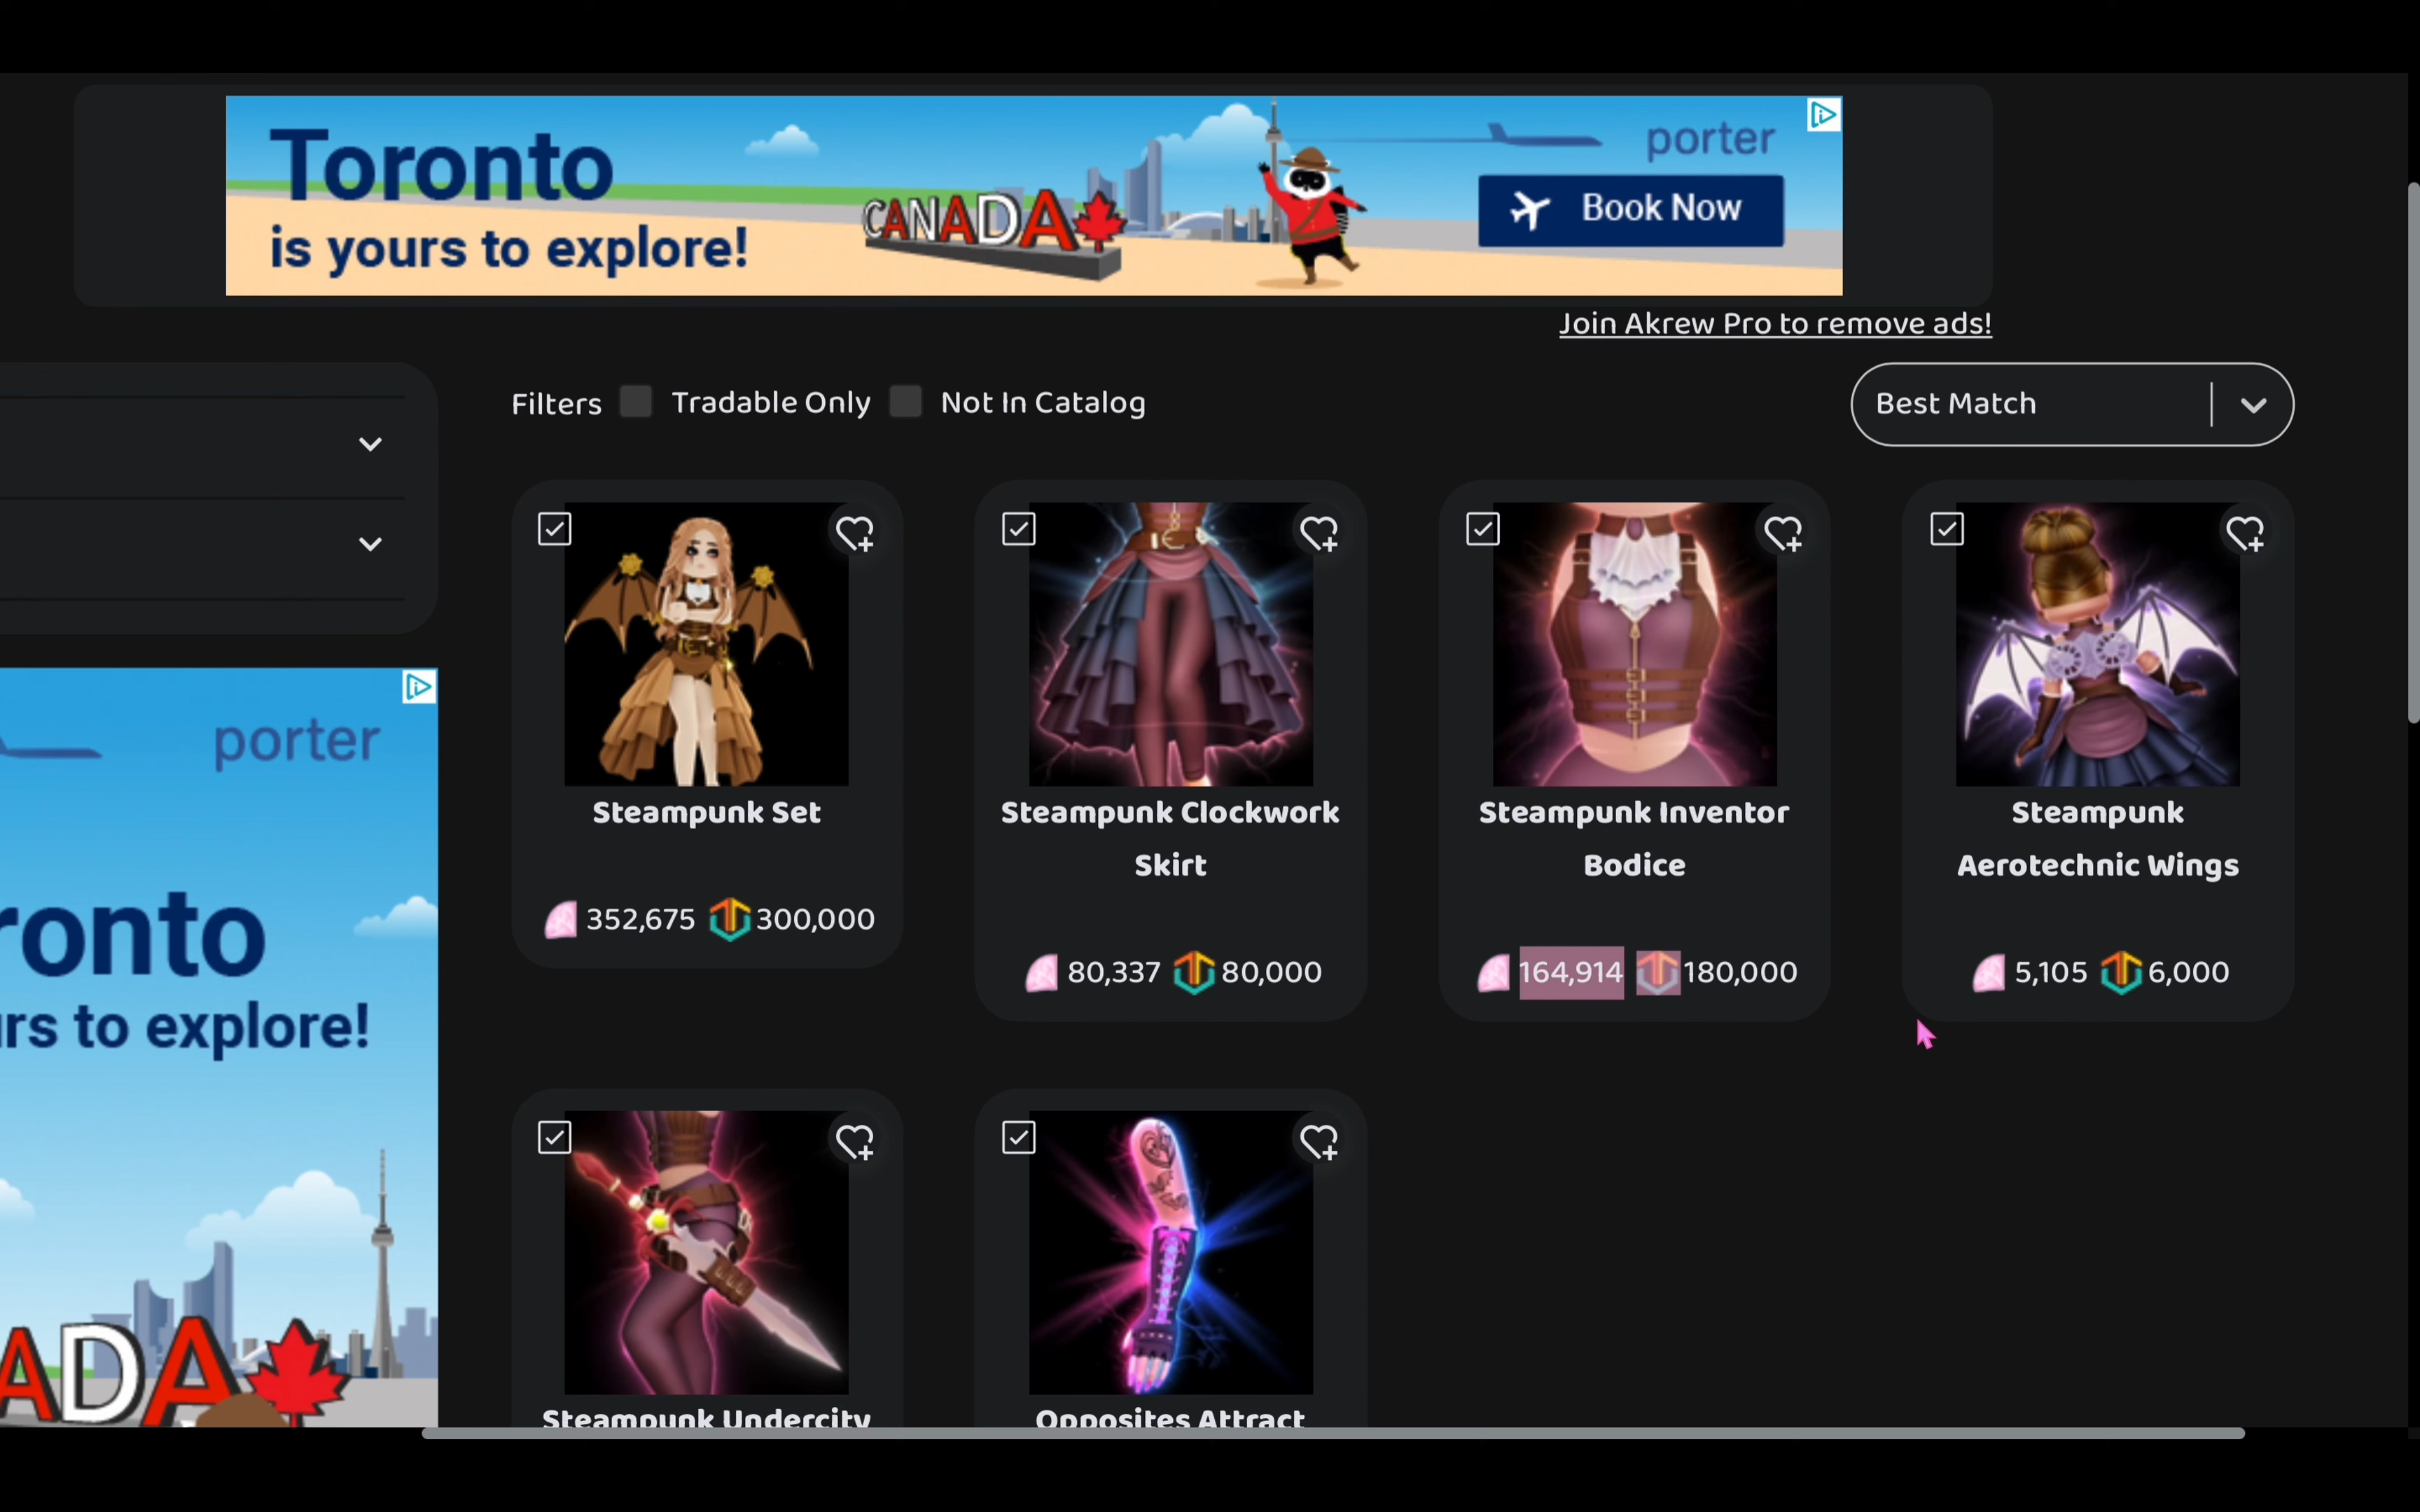 Toronto
is yours to explore!
CANADA
porter
Book Now
Join Akrew Pro to remove ads!
Filters Tradable Only Not In Catalog
Best Match
Steampunk Set
352,675 300,000
Steampunk Clockwork
Skirt
80,337 80,000
Steampunk Inventor
Bodice
164,914 180,000
Steampunk
Aerotechnic Wings
5,105 6,000
porter
ronto
rs to explore!
ADA
Steampunk Undercity
Opposites Attract